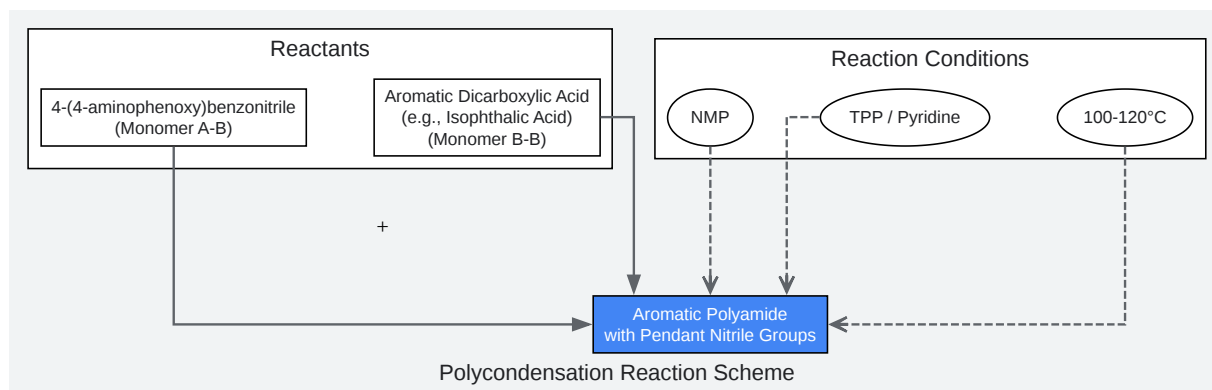 Reactants
4-(4-aminophenoxy)benzonitrile
(Monomer A-B)
Aromatic Dicarboxylic Acid
(e.g., Isophthalic Acid)
(Monomer B-B)
Reaction Conditions
NMP
TPP / Pyridine
100-120°C
+
Aromatic Polyamide
with Pendant Nitrile Groups
Polycondensation Reaction Scheme